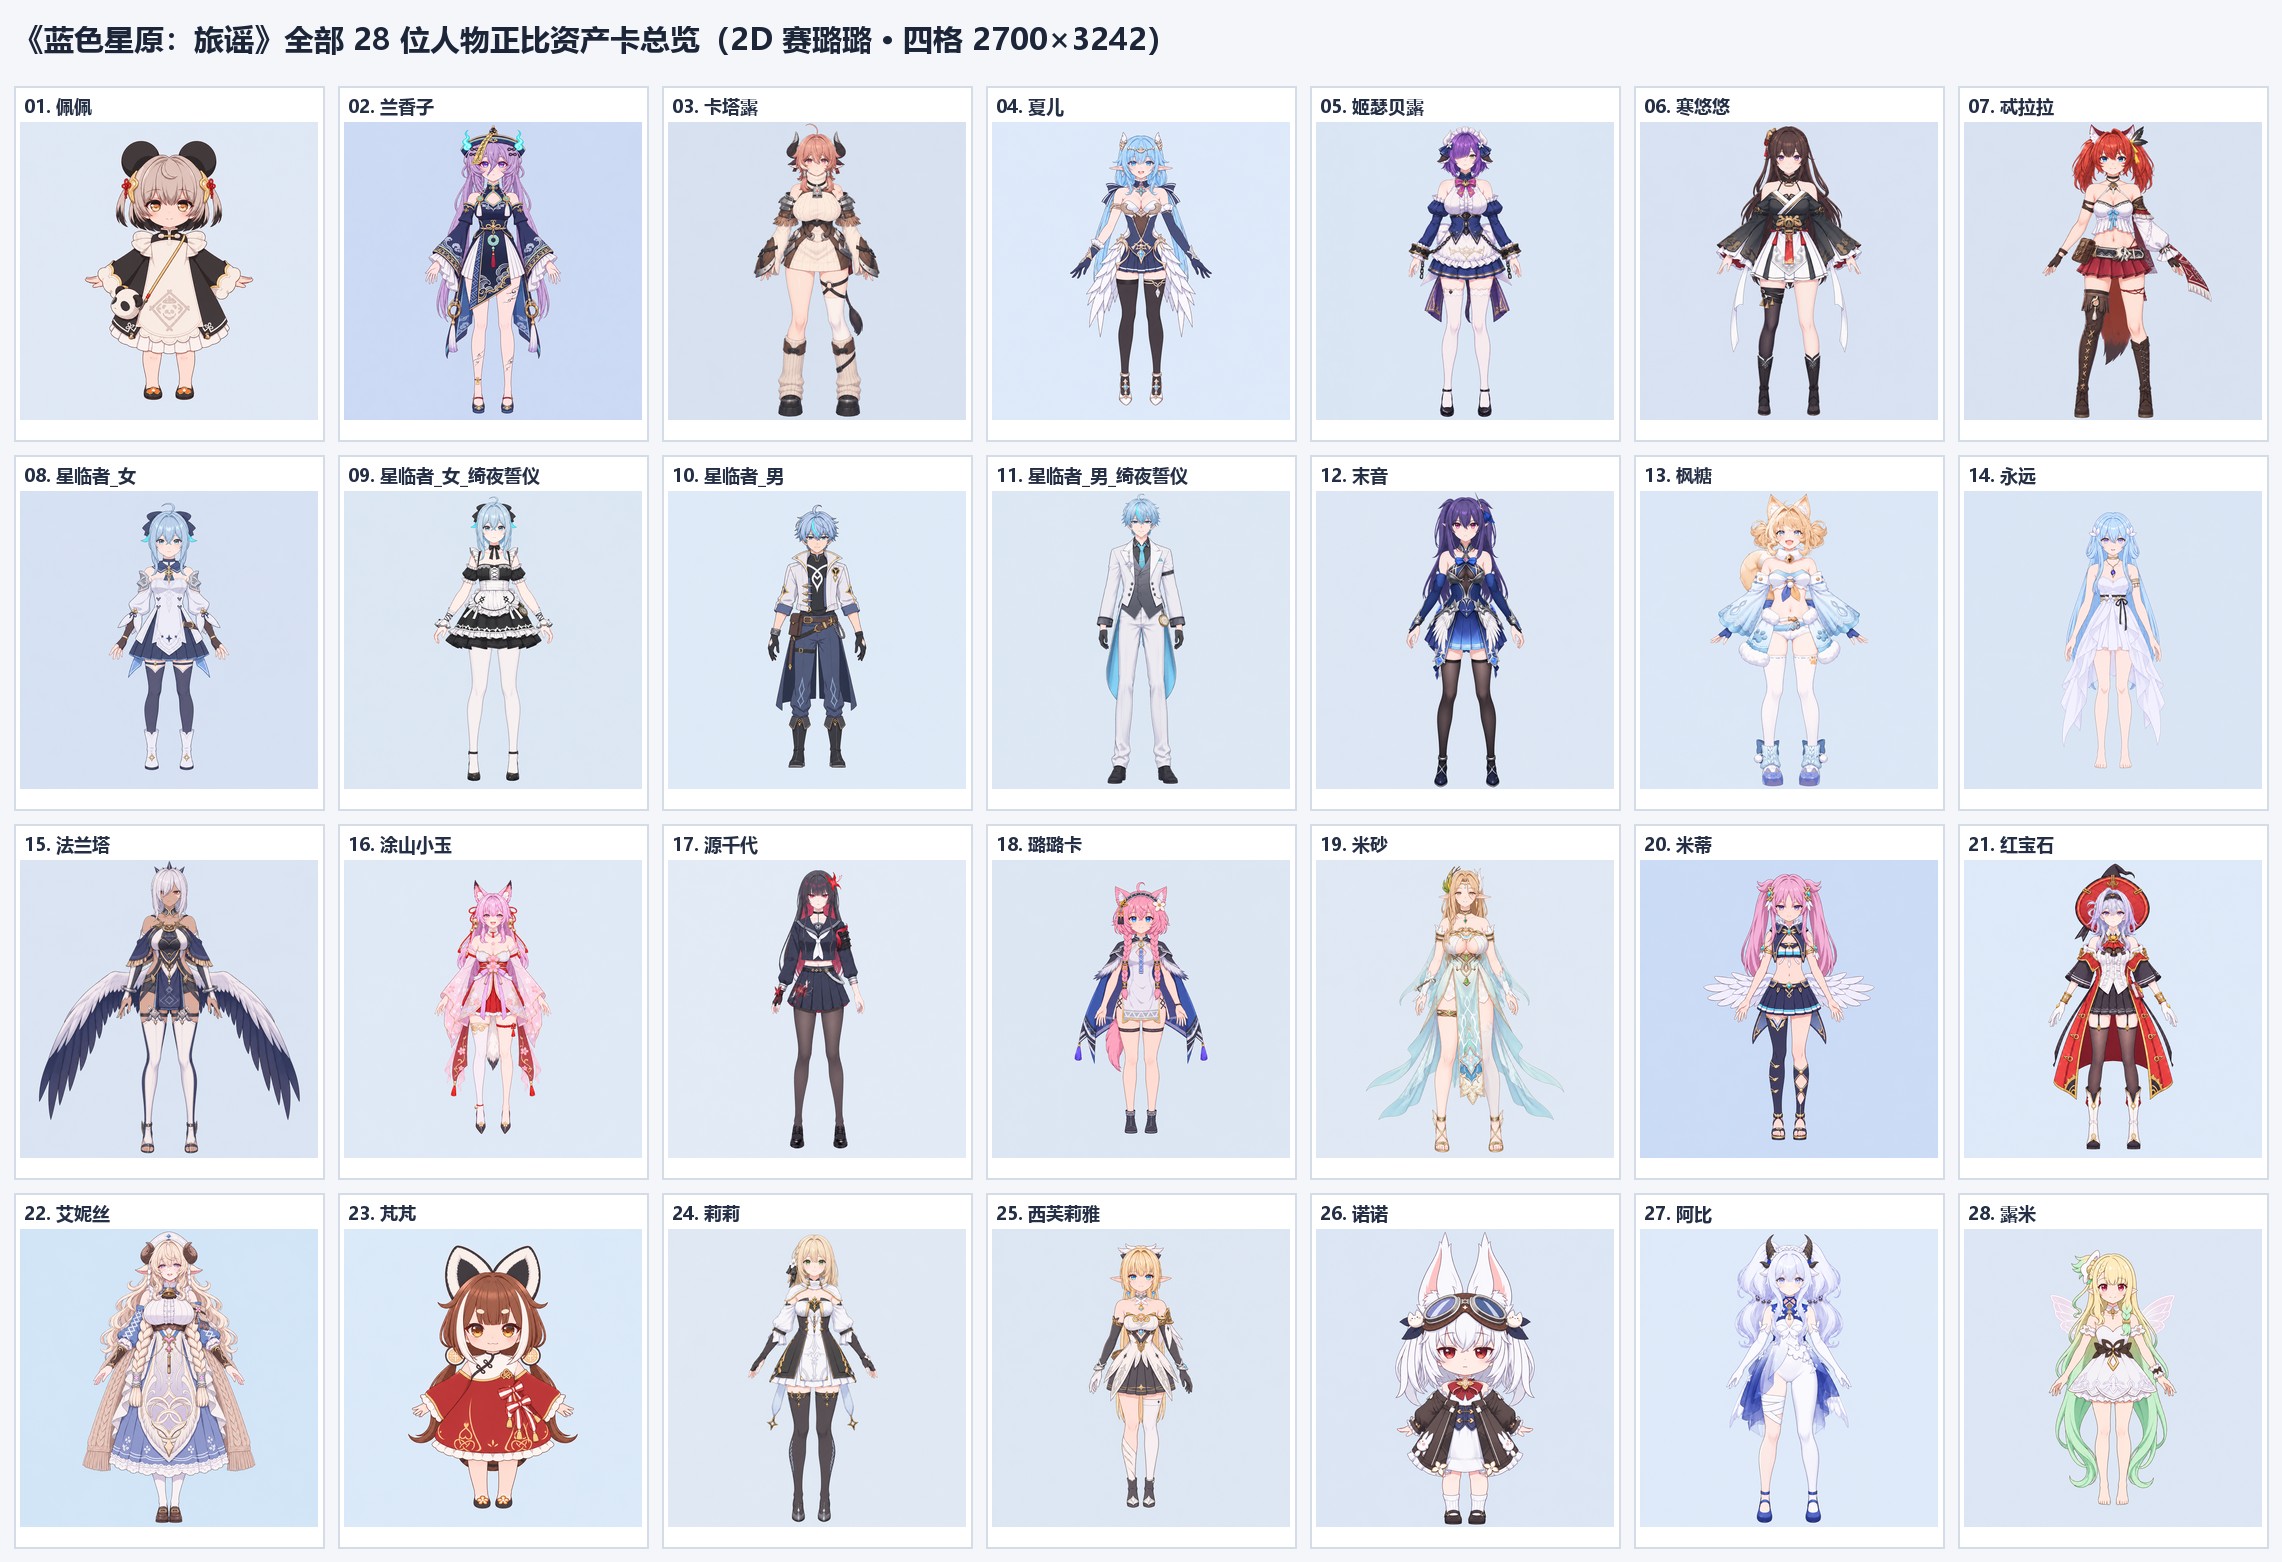 《蓝色星原：旅谣》全部 28 位人物正比资产卡总览（2D 赛璐璐 • 四格 2700×3242）
01. 佩佩
02. 兰香子
03. 卡塔露
04. 夏儿
05. 姬瑟贝露
06. 寒悠悠
07. 忒拉拉
08. 星临者_女
09. 星临者_女_绮夜誓仪
10. 星临者_男
11. 星临者_男_绮夜誓仪
12. 末音
13. 枫糖
14. 永远
15. 法兰塔
16. 涂山小玉
17. 源千代
18. 璐璐卡
19. 米砂
20. 米蒂
21. 红宝石
22. 艾妮丝
23. 芃芃
24. 莉莉
25. 西芙莉雅
26. 诺诺
27. 阿比
28. 露米